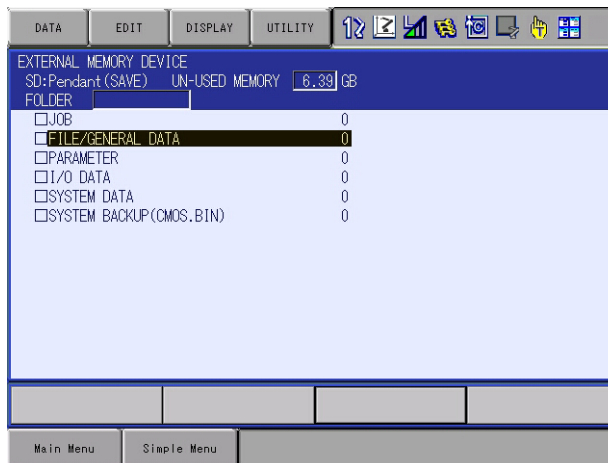 DATA EDIT DISPLAY UTILITY
EXTERNAL MEMORY DEVICE
SD:Pendant(SAVE) UN-USED MEMORY 6.39 GB
FOLDER
JOB 0
FILE/GENERAL DATA 0
PARAMETER 0
I/O DATA 0
SYSTEM DATA 0
SYSTEM BACKUP(CMOS.BIN) 0
Main Menu Simple Menu